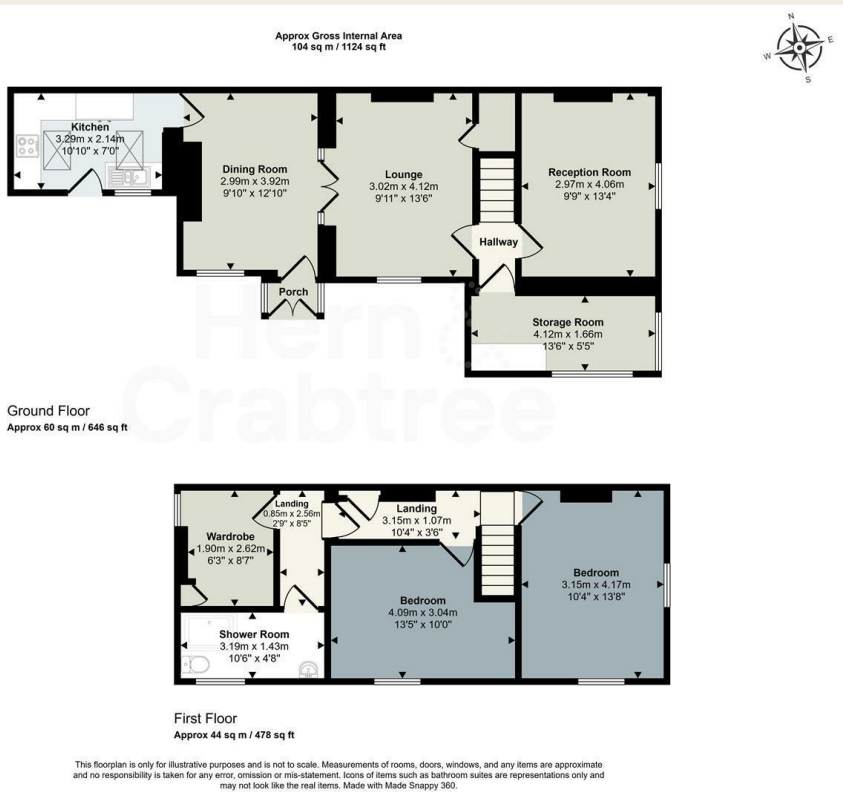 Approx Gross Internal Area
104 sq m / 1124 sq ft
N
E
W
S
Kitchen
3.29m x 2.14m
10'10" x 7'0"
Dining Room
2.99m x 3.92m
9'10" x 12'10"
Lounge
3.02m x 4.12m
9'11" x 13'6"
Reception Room
2.97m x 4.06m
9'9" x 13'4"
Hallway
Porch
Storage Room
4.12m x 1.66m
13'6" x 5'5"
Hern &
Crabtree
Ground Floor
Approx 60 sq m / 646 sq ft
Landing
0.85m x 2.56m
2'9" x 8'5"
Landing
3.15m x 1.07m
10'4" x 3'6"
Wardrobe
1.90m x 2.62m
6'3" x 8'7"
Bedroom
4.09m x 3.04m
13'5" x 10'0"
Bedroom
3.15m x 4.17m
10'4" x 13'8"
Shower Room
3.19m x 1.43m
10'6" x 4'8"
First Floor
Approx 44 sq m / 478 sq ft
This floorplan is only for illustrative purposes and is not to scale. Measurements of rooms, doors, windows, and any items are approximate
and no responsibility is taken for any error, omission or mis-statement. Icons of items such as bathroom suites are representations only and
may not look like the real items. Made with Made Snappy 360.